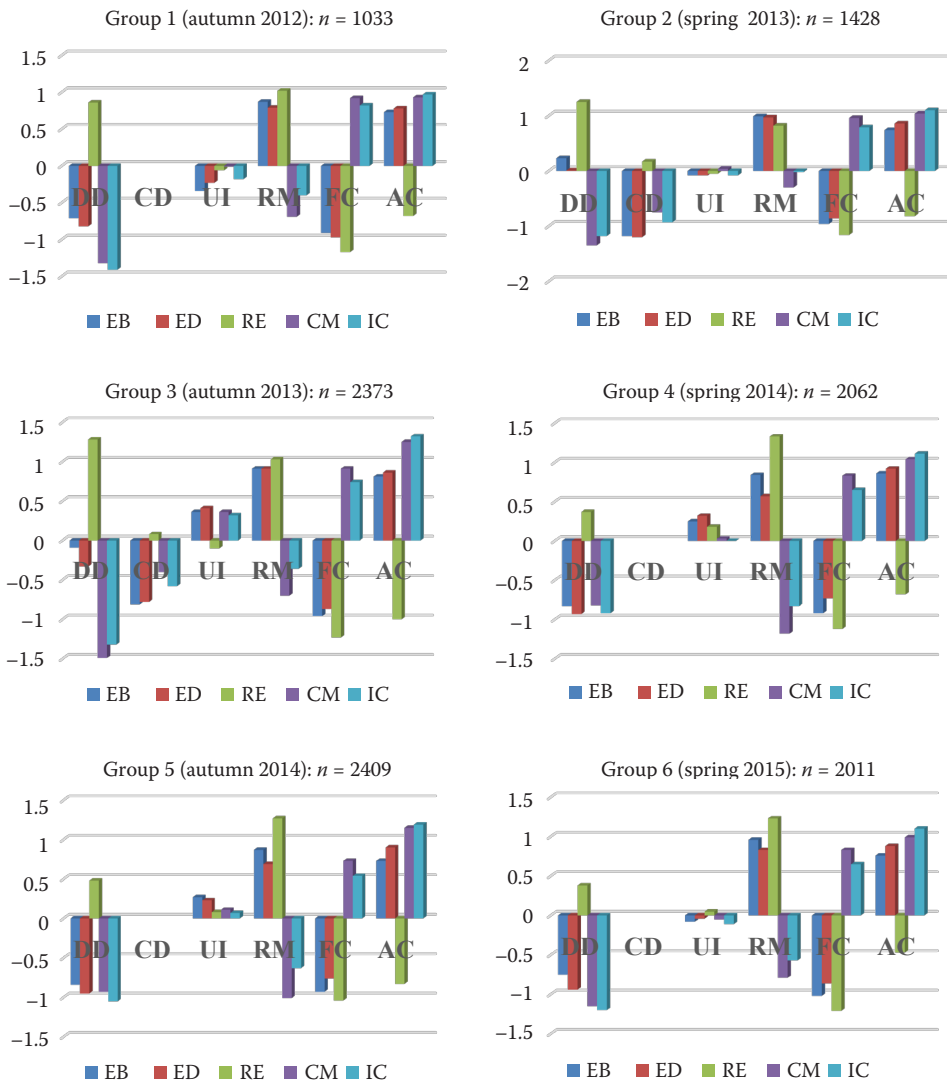 Group 1 (autumn 2012): n = 1033
1.5
1
0.5
0
−0.5
−1
−1.5
DD CD UI RM FC AC
EB ED RE CM IC
Group 2 (spring 2013): n = 1428
2
1
0
−1
−2
DD CD UI RM FC AC
EB ED RE CM IC
Group 3 (autumn 2013): n = 2373
1.5
1
0.5
0
−0.5
−1
−1.5
DD CD UI RM FC AC
EB ED RE CM IC
Group 4 (spring 2014): n = 2062
1.5
1
0.5
0
−0.5
−1
−1.5
DD CD UI RM FC AC
EB ED RE CM IC
Group 5 (autumn 2014): n = 2409
1.5
1
0.5
0
−0.5
−1
−1.5
DD CD UI RM FC AC
EB ED RE CM IC
Group 6 (spring 2015): n = 2011
1.5
1
0.5
0
−0.5
−1
−1.5
DD CD UI RM FC AC
EB ED RE CM IC